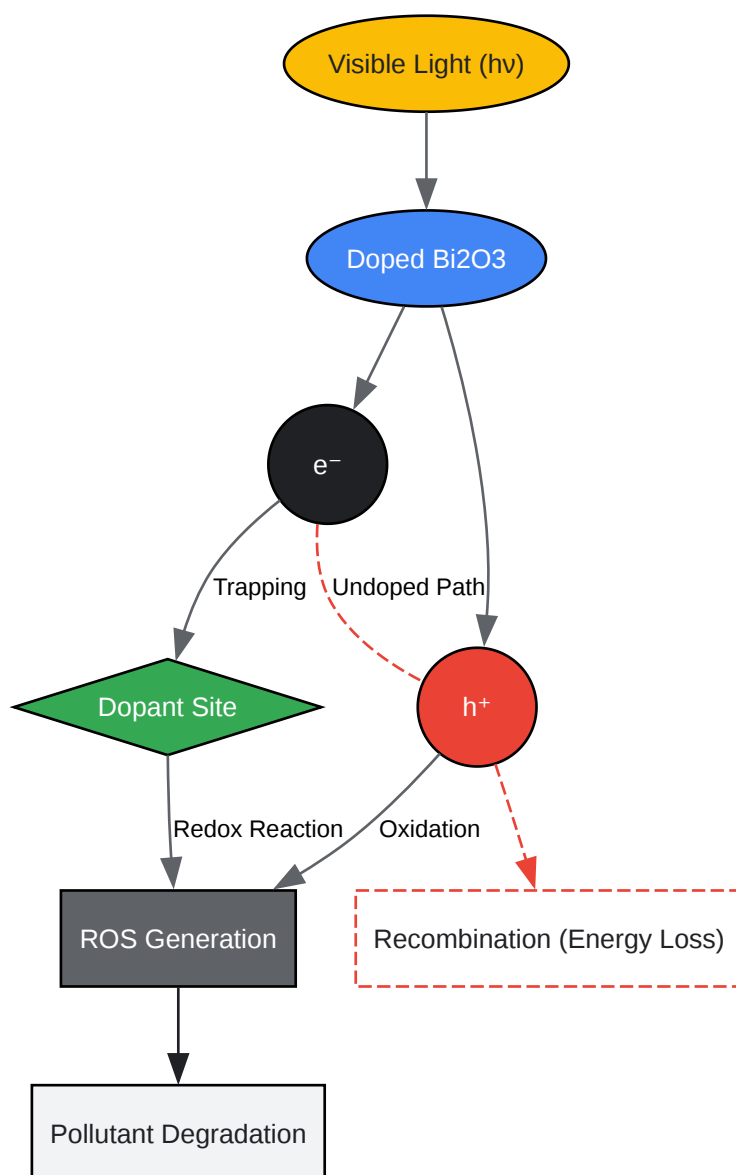 Visible Light (hν)
Doped Bi2O3
e⁻
Trapping
Undoped Path
Dopant Site
h⁺
Redox Reaction
Oxidation
ROS Generation
Recombination (Energy Loss)
Pollutant Degradation